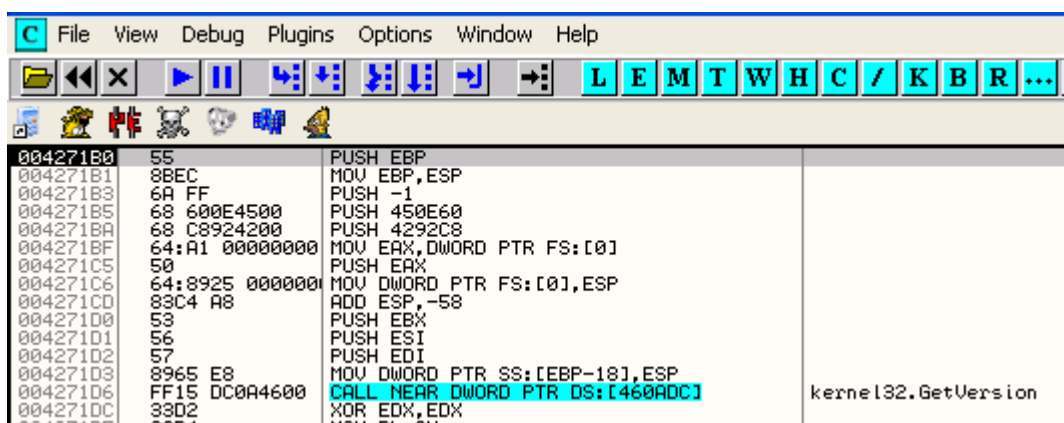 C File View Debug Plugins Options Window Help
L E M T W H C / K B R ...
004271B0 55 PUSH EBP
004271B1 8BEC MOV EBP,ESP
004271B3 6A FF PUSH -1
004271B5 68 600E4500 PUSH 450E60
004271BA 68 C8924200 PUSH 4292C8
004271BF 64:A1 00000000 MOV EAX,DWORD PTR FS:[0]
004271C5 50 PUSH EAX
004271C6 64:8925 000000 MOV DWORD PTR FS:[0],ESP
004271CD 83C4 A8 ADD ESP,-58
004271D0 53 PUSH EBX
004271D1 56 PUSH ESI
004271D2 57 PUSH EDI
004271D3 8965 E8 MOV DWORD PTR SS:[EBP-18],ESP
004271D6 FF15 DC0A4600 CALL NEAR DWORD PTR DS:[460ADC] kernel32.GetVersion
004271DC 33D2 XOR EDX,EDX